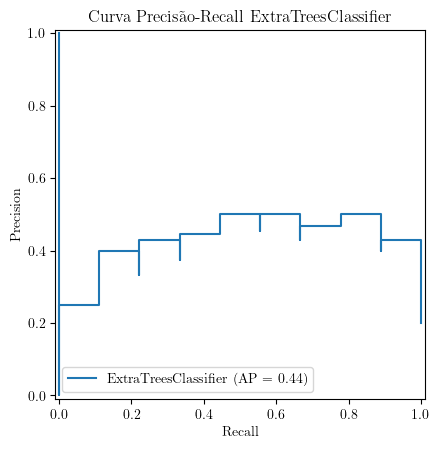 Curva Precisão-Recall ExtraTreesClassifier
1.0
0.8
0.6
0.4
0.2
0.0
Precision
ExtraTreesClassifier (AP = 0.44)
0.0 0.2 0.4 0.6 0.8 1.0
Recall